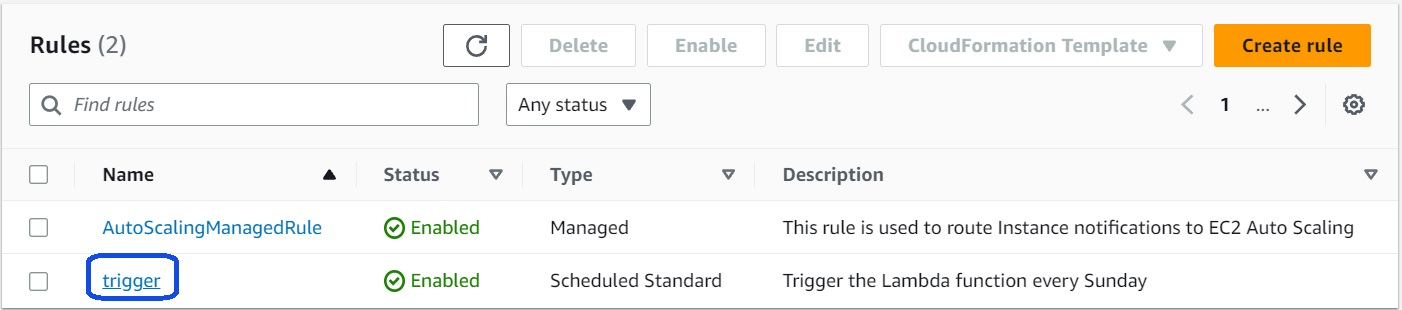 Rules (2)
Delete
Enable
Edit
CloudFormation Template
Create rule
Find rules
Any status
1
...
Name
Status
Type
Description
AutoScalingManagedRule
Enabled
Managed
This rule is used to route Instance notifications to EC2 Auto Scaling
trigger
Enabled
Scheduled Standard
Trigger the Lambda function every Sunday